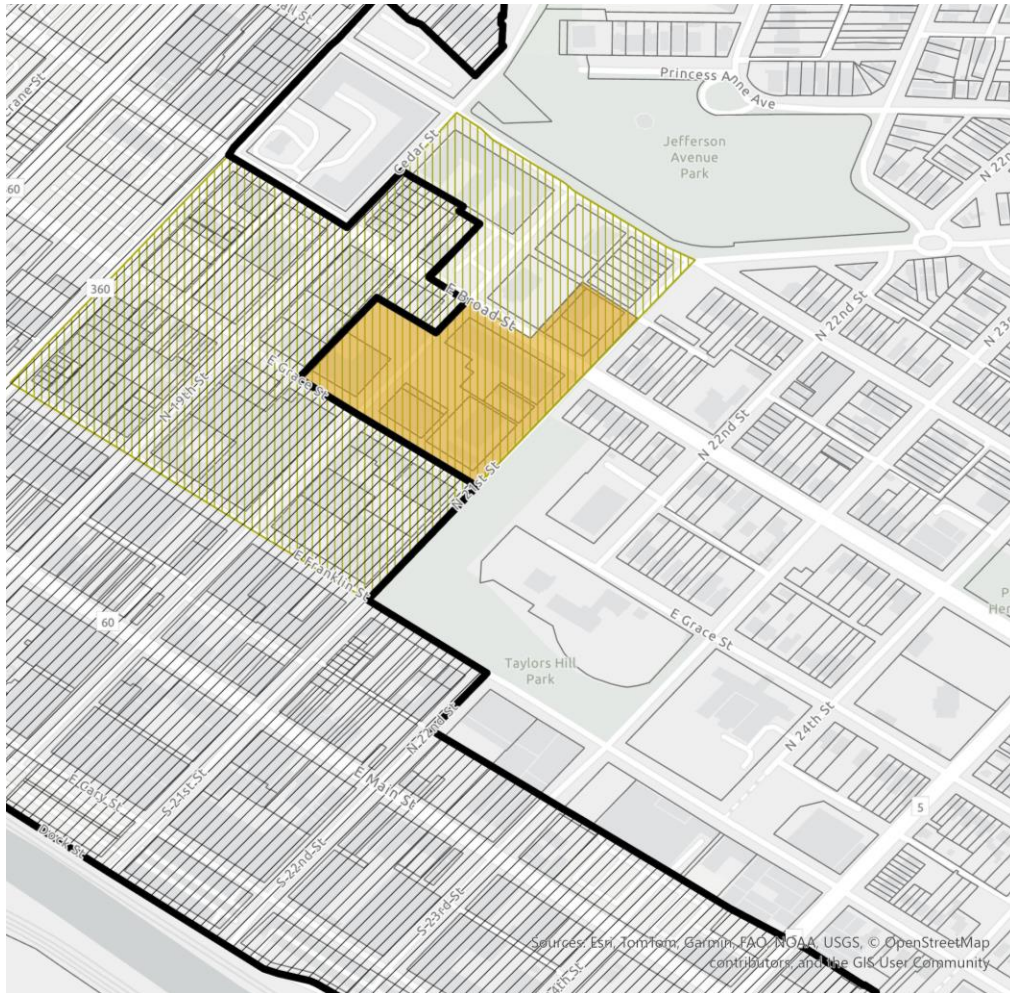 Princess Anne Ave
Jefferson
Avenue
Park
Cedar St
N 22nd St
360
E Broad St
N 19th St
E Grace St
N 22nd St
N 21st St
E Franklin St
60
E Grace St
Taylors Hill
Park
N 22nd St
N 24th St
E Main St
E Cary St
S 21st St
Dock St
S 22nd St
S 23rd St
5
Sources: Esri, TomTom, Garmin, FAO, NOAA, USGS, © OpenStreetMap
contributors, and the GIS User Community